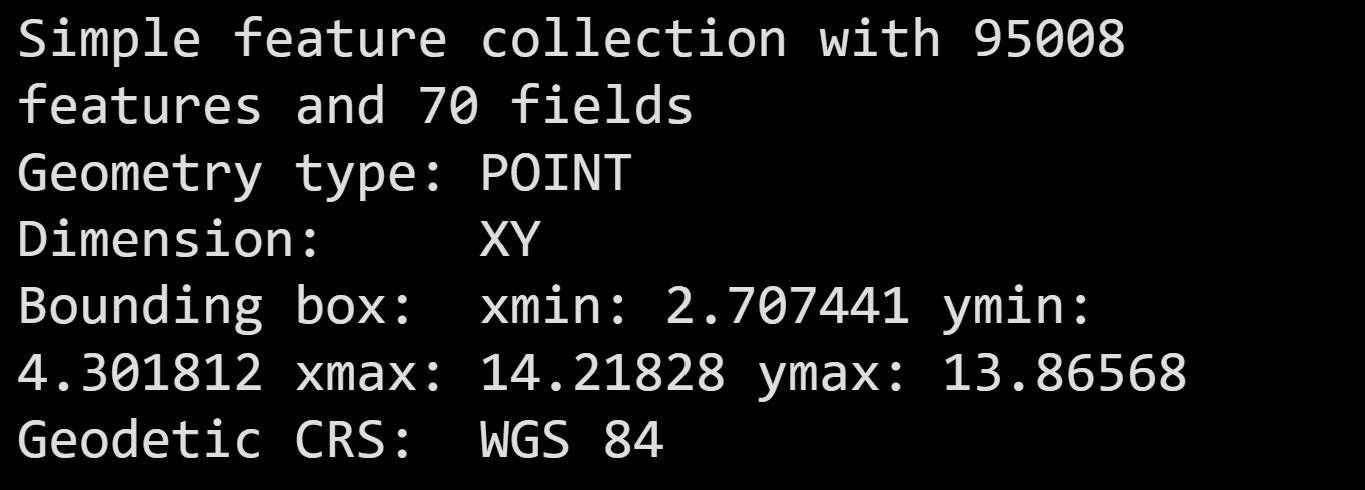 Simple feature collection with 95008
features and 70 fields
Geometry type: POINT
Dimension:     XY
Bounding box:  xmin: 2.707441 ymin:
4.301812 xmax: 14.21828 ymax: 13.86568
Geodetic CRS:  WGS 84